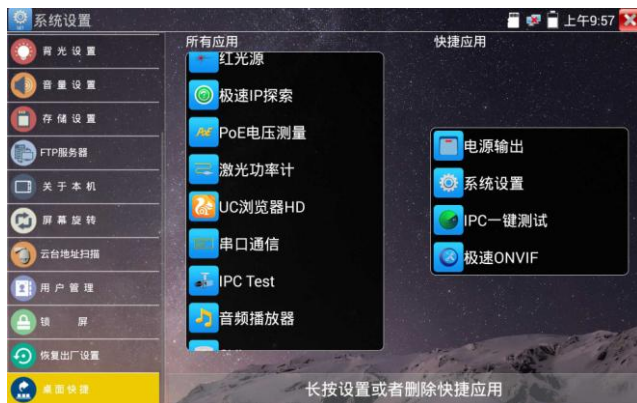 系统设置
上午9:57
背光设置
音量设置
存储设置
FTP服务器
关于本机
屏幕旋转
云台地址扫描
用户管理
锁 屏
恢复出厂设置
桌面快捷
所有应用
红光源
极速IP探索
PoE电压测量
激光功率计
UC浏览器HD
串口通信
IPC Test
音频播放器
快捷应用
电源输出
系统设置
IPC一键测试
极速ONVIF
长按设置或者删除快捷应用